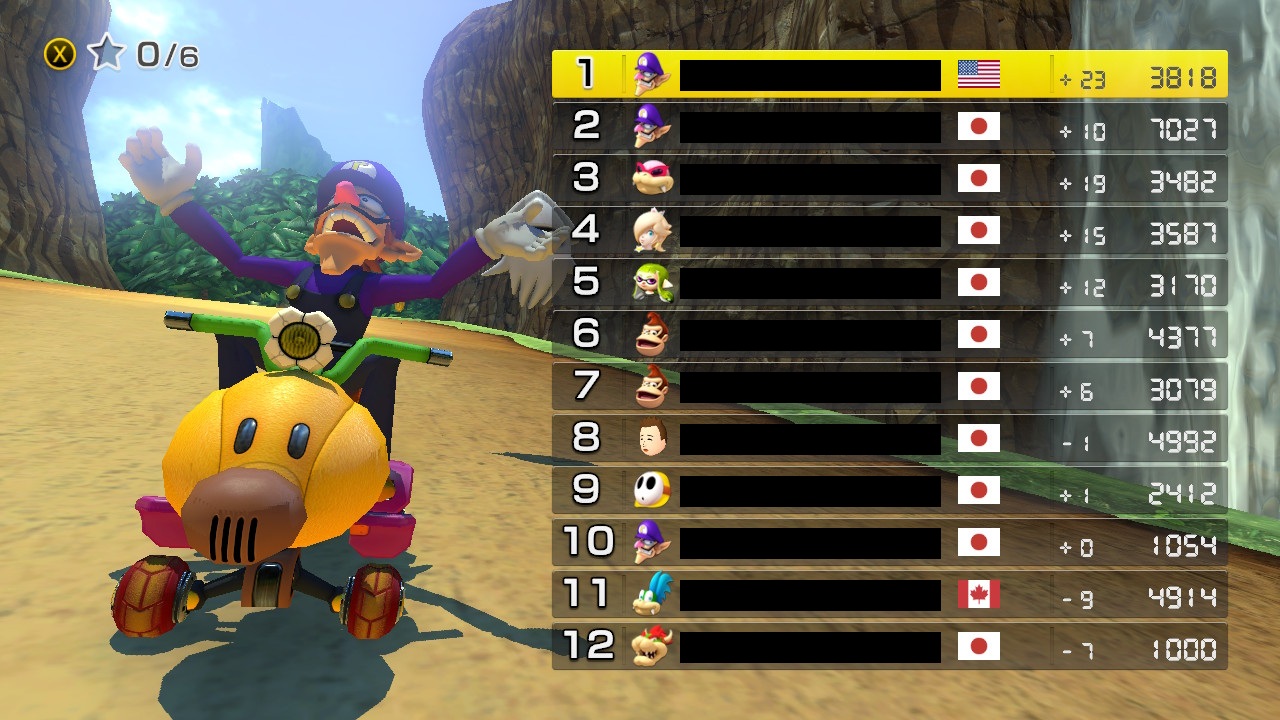 X 0/6
1 + 23 3818
2 + 10 7027
3 + 19 3482
4 + 15 3587
5 + 12 3170
6 + 7 4377
7 + 6 3079
8 - 1 4992
9 + 1 2412
10 + 0 1054
11 - 9 4914
12 - 7 1000